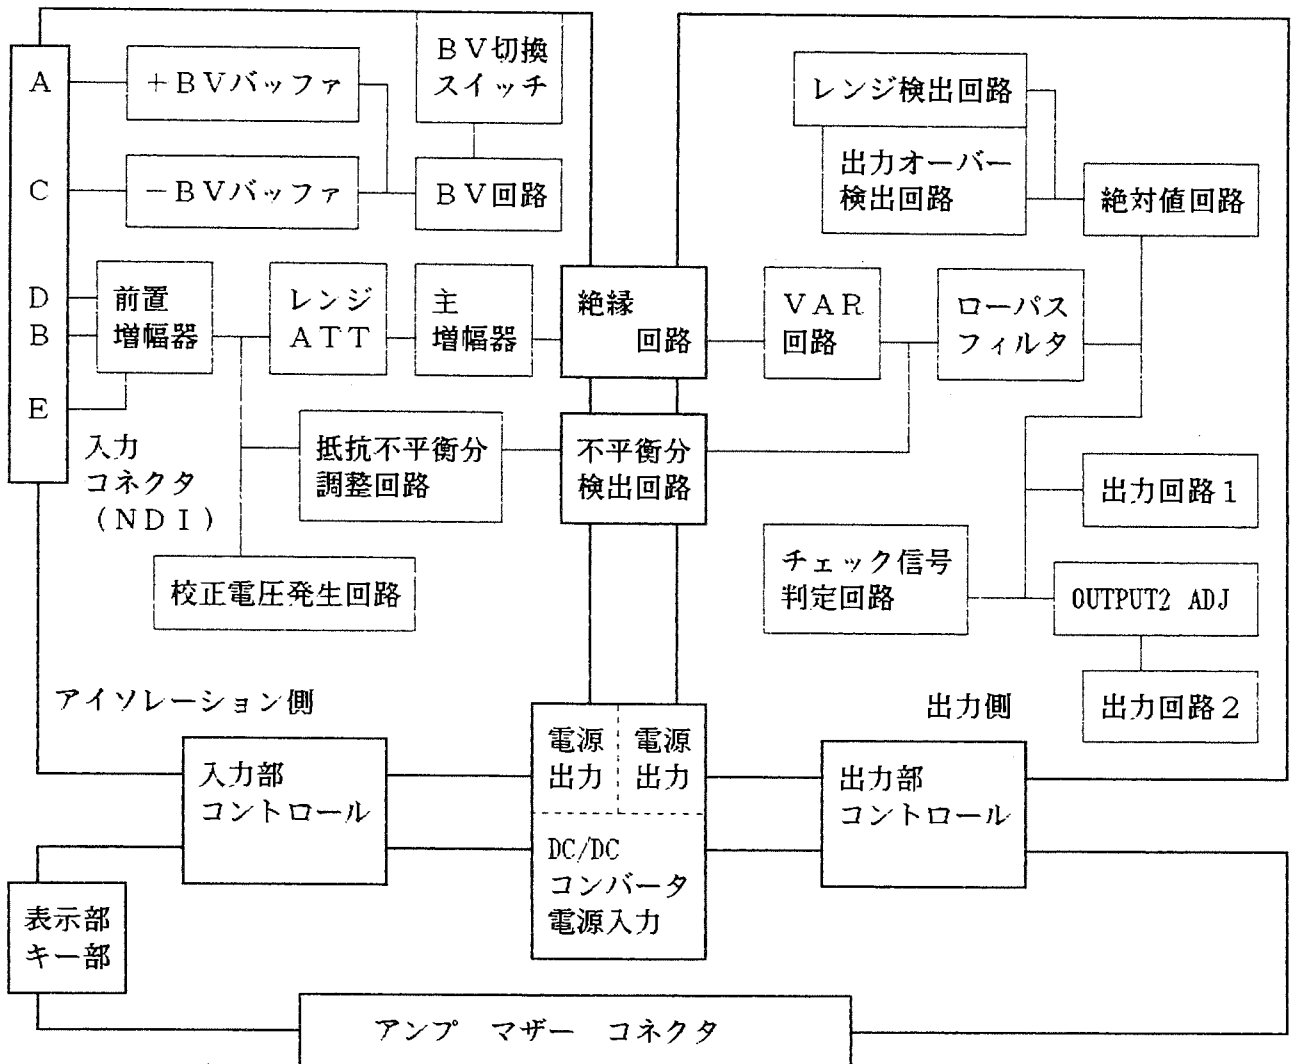 A
C
D
B
E
入力
コネクタ
(NDI)
+BVバッファ
-BVバッファ
BV切換
スイッチ
BV回路
前置
増幅器
レンジ
ATT
主
増幅器
抵抗不平衡分
調整回路
校正電圧発生回路
アイソレーション側
絶縁
回路
不平衡分
検出回路
レンジ検出回路
出力オーバー
検出回路
絶対値回路
VAR
回路
ローパス
フィルタ
出力回路1
チェック信号
判定回路
OUTPUT2 ADJ
出力回路2
出力側
入力部
コントロール
電源
出力
電源
出力
DC/DC
コンバータ
電源入力
出力部
コントロール
表示部
キー部
アンプ マザー コネクタ